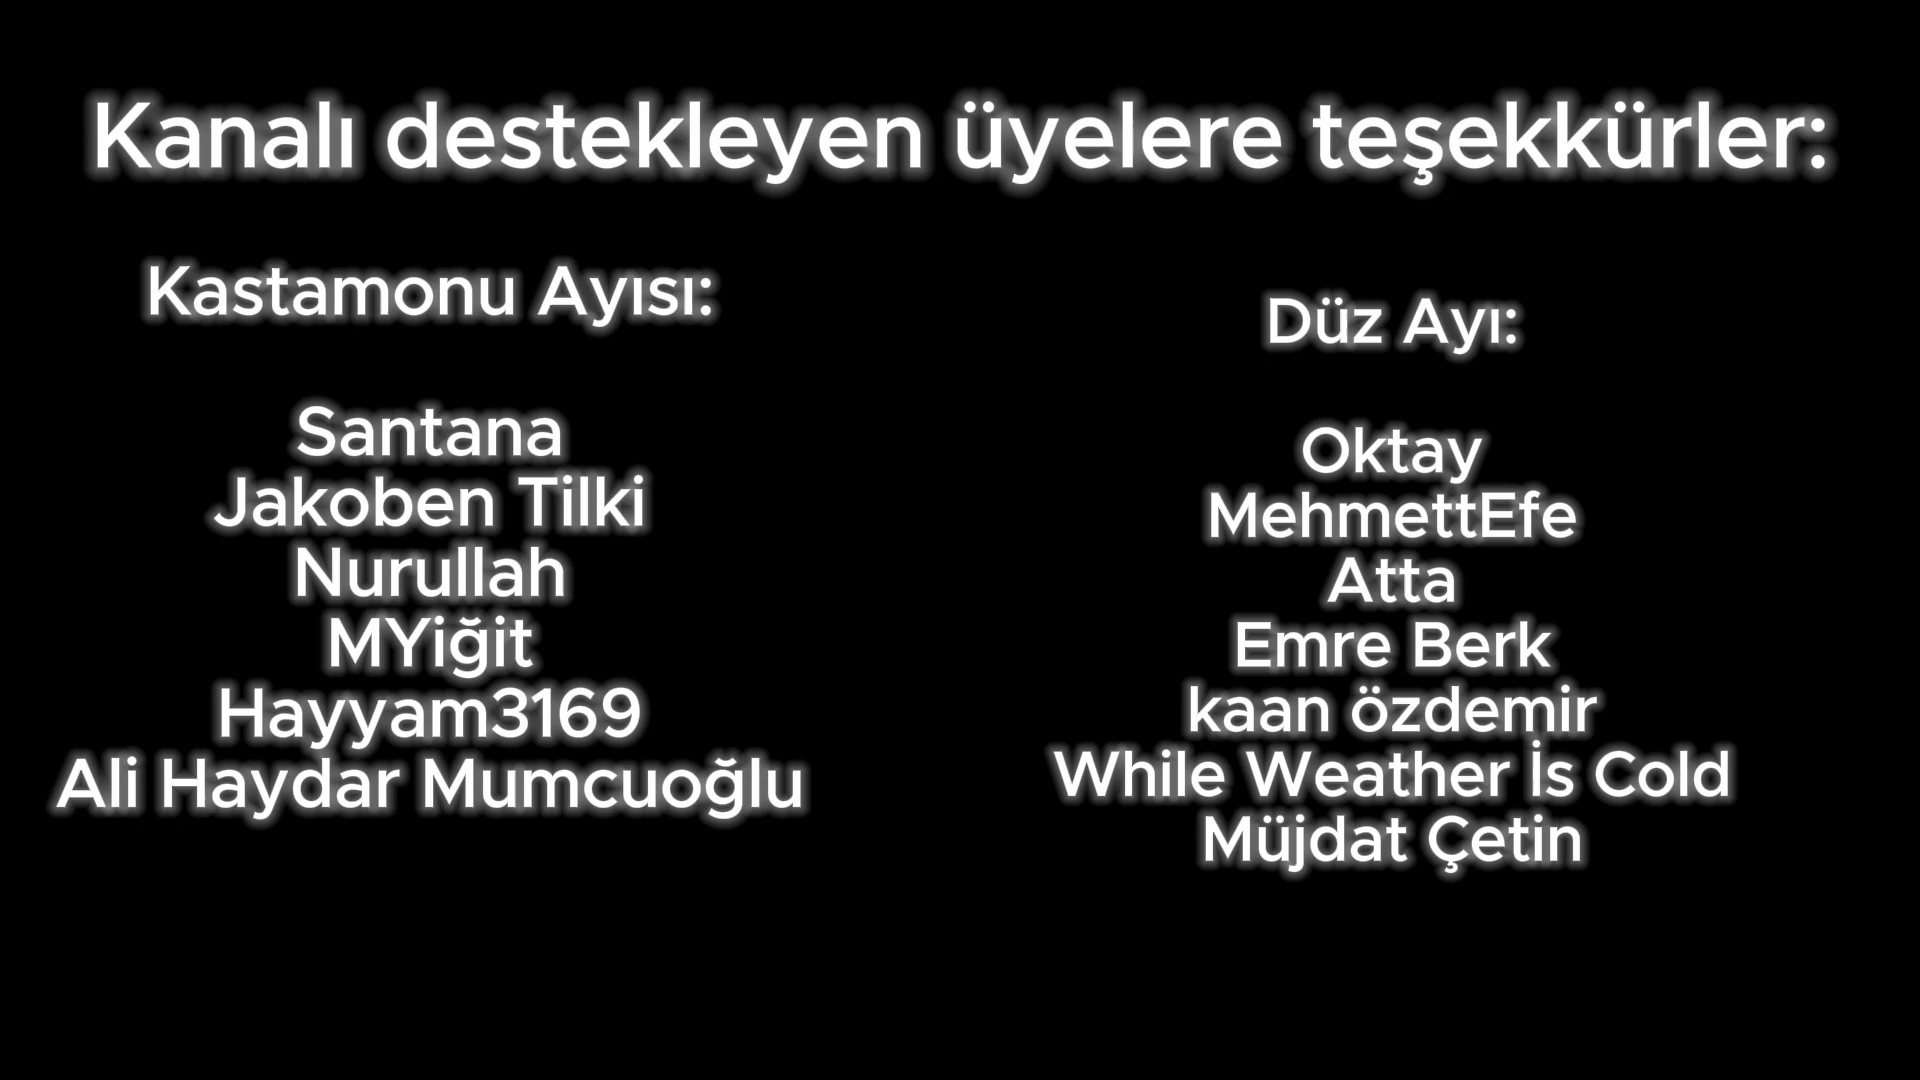 Kanalı destekleyen üyelere teşekkürler:
Kastamonu Ayısı:
Santana
Jakoben Tilki
Nurullah
MYiğit
Hayyam3169
Ali Haydar Mumcuoğlu
Düz Ayı:
Oktay
MehmettEfe
Atta
Emre Berk
kaan özdemir
While Weather İs Cold
Müjdat Çetin